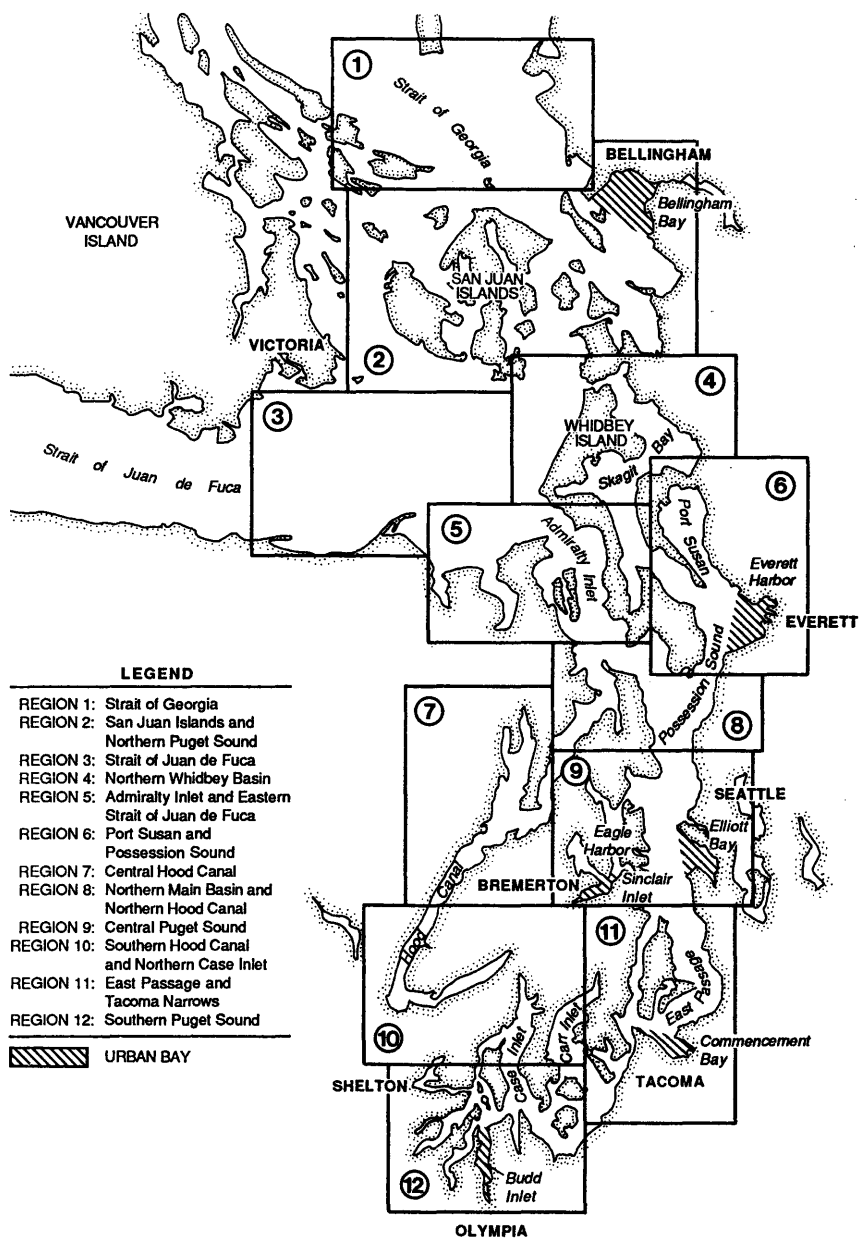 1
Strait of Georgia
BELLINGHAM
Bellingham
Bay
VANCOUVER
ISLAND
SAN JUAN
ISLANDS
VICTORIA
2
3
4
WHIDBEY
ISLAND
Skagit Bay
Strait of Juan de Fuca
5
Admiralty Inlet
6
Port Susan
Everett
Harbor
EVERETT
Possession Sound
LEGEND
REGION 1: Strait of Georgia
REGION 2: San Juan Islands and
Northern Puget Sound
REGION 3: Strait of Juan de Fuca
REGION 4: Northern Whidbey Basin
REGION 5: Admiralty Inlet and Eastern
Strait of Juan de Fuca
REGION 6: Port Susan and
Possession Sound
REGION 7: Central Hood Canal
REGION 8: Northern Main Basin and
Northern Hood Canal
REGION 9: Central Puget Sound
REGION 10: Southern Hood Canal
and Northern Case Inlet
REGION 11: East Passage and
Tacoma Narrows
REGION 12: Southern Puget Sound
URBAN BAY
7
8
9
SEATTLE
Elliott
Bay
Eagle
Harbor
BREMERTON
Sinclair
Inlet
Hood Canal
10
11
East Passage
Commencement
Bay
TACOMA
Carr Inlet
Case Inlet
SHELTON
12
Budd
Inlet
OLYMPIA